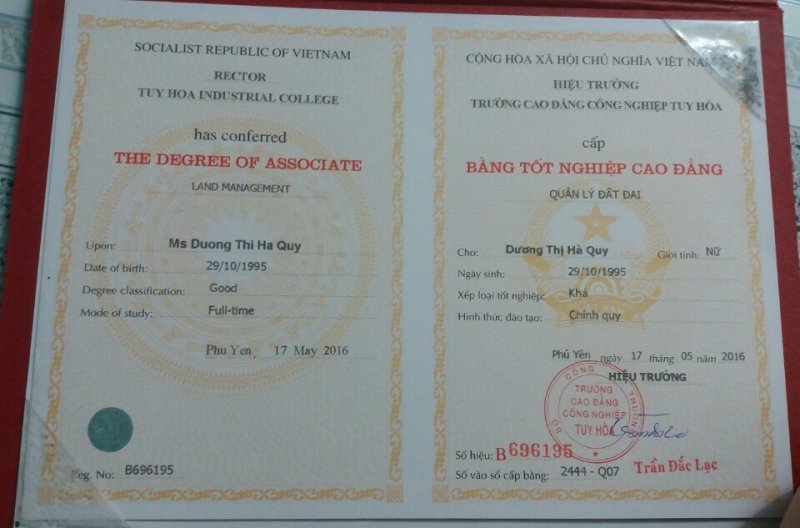 SOCIALIST REPUBLIC OF VIETNAM
RECTOR
TUY HOA INDUSTRIAL COLLEGE
has conferred
THE DEGREE OF ASSOCIATE
LAND MANAGEMENT
Upon: Ms Duong Thi Ha Quy
Date of birth: 29/10/1995
Degree classification: Good
Mode of study: Full-time
Phu Yen, 17 May 2016
eg. No: B696195
CỘNG HÒA XÃ HỘI CHỦ NGHĨA VIỆT NAM
HIỆU TRƯỞNG
TRƯỜNG CAO ĐẲNG CÔNG NGHIỆP TUY HÒA
cấp
BẰNG TỐT NGHIỆP CAO ĐẲNG
QUẢN LÝ ĐẤT ĐAI
Cho: Dương Thị Hà Quy Giới tính: Nữ
Ngày sinh: 29/10/1995
Xếp loại tốt nghiệp: Khá
Hình thức đào tạo: Chính quy
Phú Yên, ngày 17 tháng 05 năm 2016
HIỆU TRƯỞNG
BỘ CÔNG THƯƠNG
TRƯỜNG
CAO ĐẲNG
CÔNG NGHIỆP
TUY HÒA
Số hiệu: B696195
Trần Đắc Lạc
Số vào sổ cấp bằng: 2444 - Q07